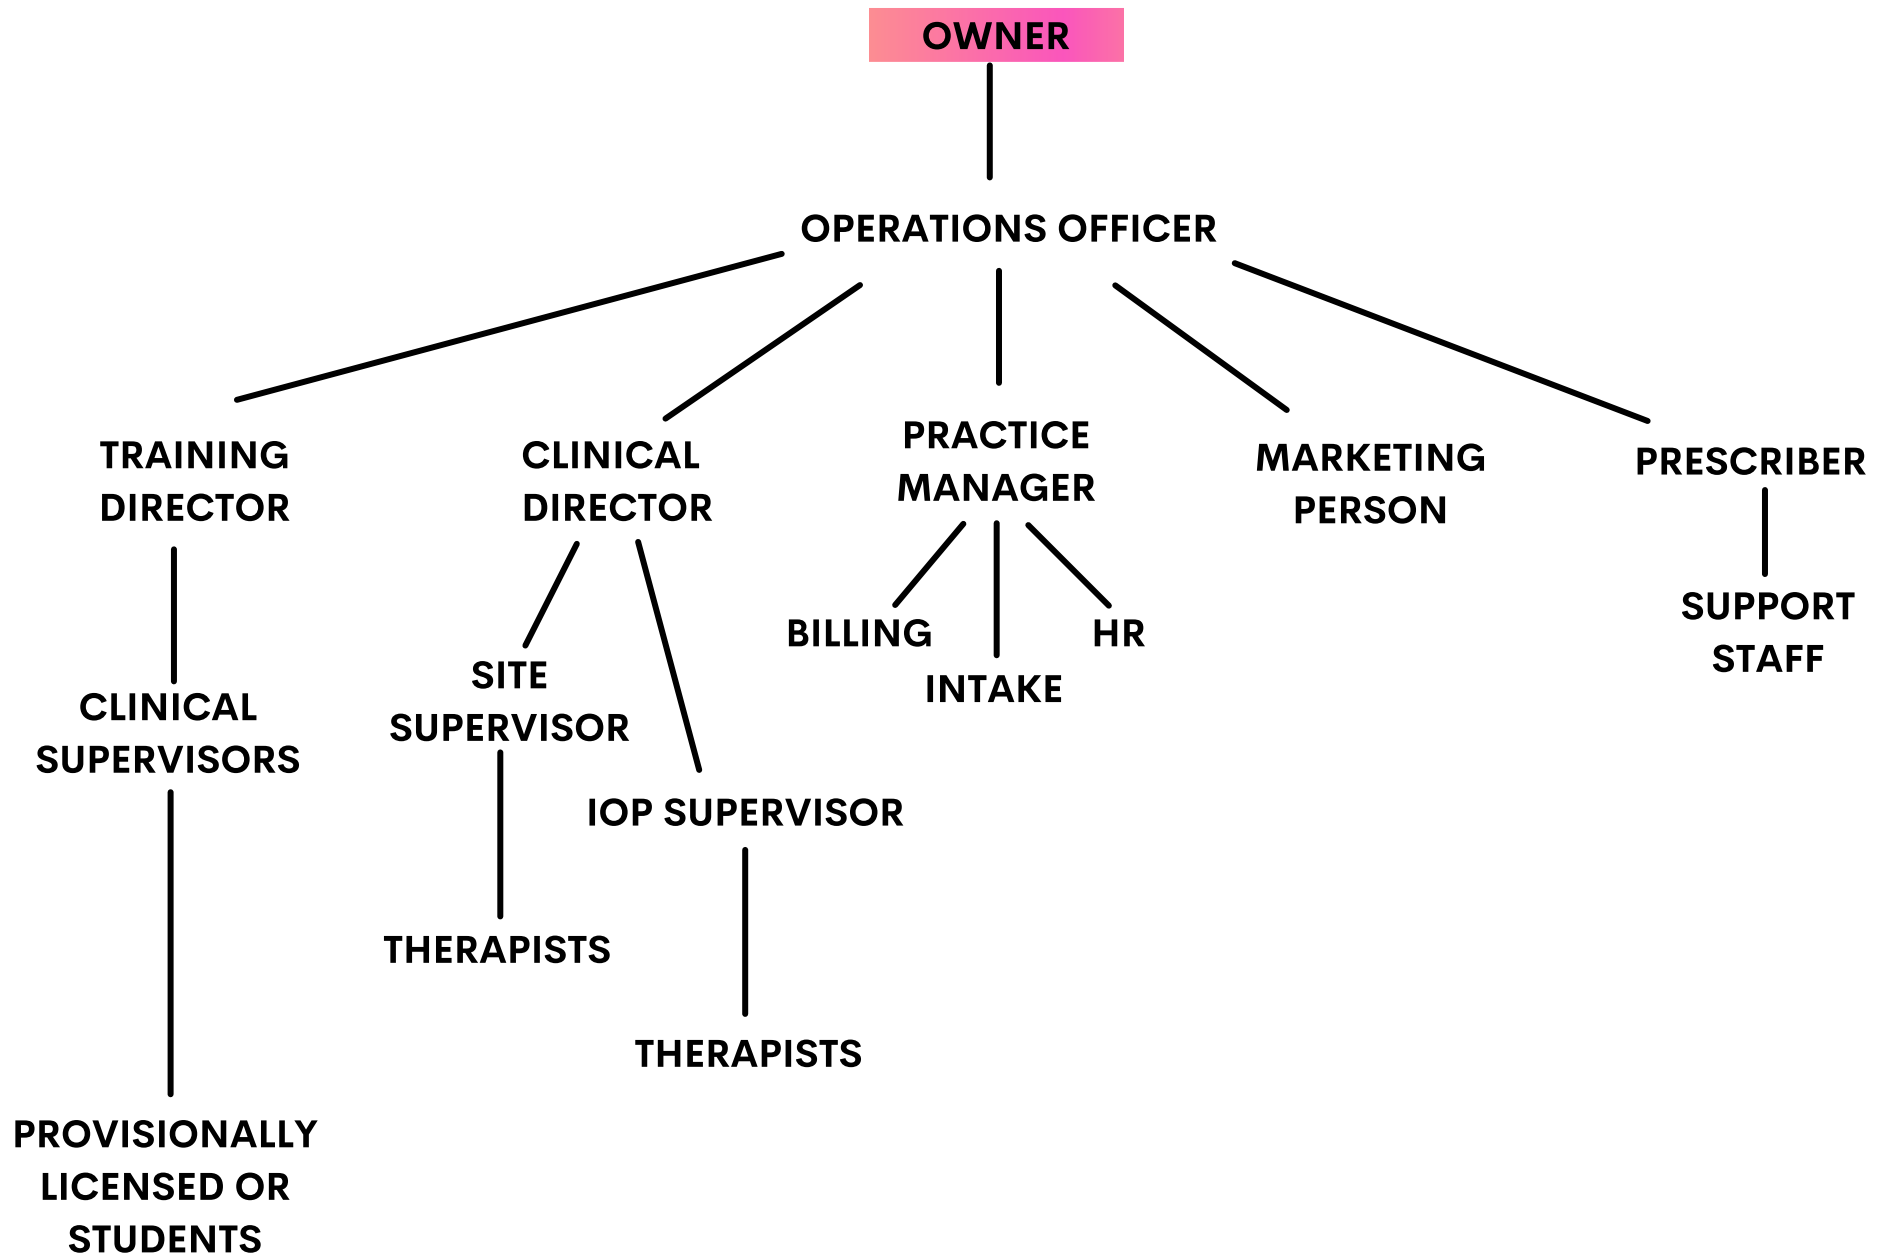 OWNER
OPERATIONS OFFICER
TRAINING
DIRECTOR
CLINICAL
DIRECTOR
PRACTICE
MANAGER
MARKETING
PERSON
PRESCRIBER
BILLING
INTAKE
HR
SUPPORT
STAFF
CLINICAL
SUPERVISORS
SITE
SUPERVISOR
IOP SUPERVISOR
THERAPISTS
THERAPISTS
PROVISIONALLY
LICENSED OR
STUDENTS